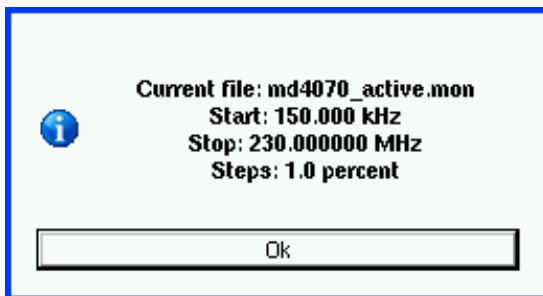 Current file: md4070_active.mon
Start: 150.000 kHz
Stop: 230.000000 MHz
Steps: 1.0 percent
Ok